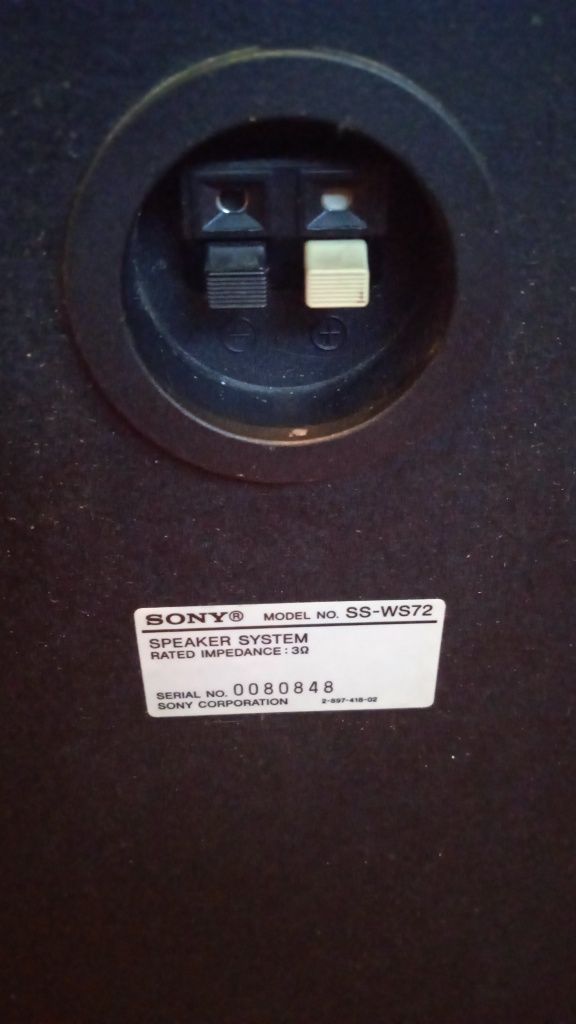 ⊖ ⊕
SONY® MODEL NO. SS-WS72
SPEAKER SYSTEM
RATED IMPEDANCE : 3Ω
SERIAL NO. 0080848
SONY CORPORATION 2-897-418-02